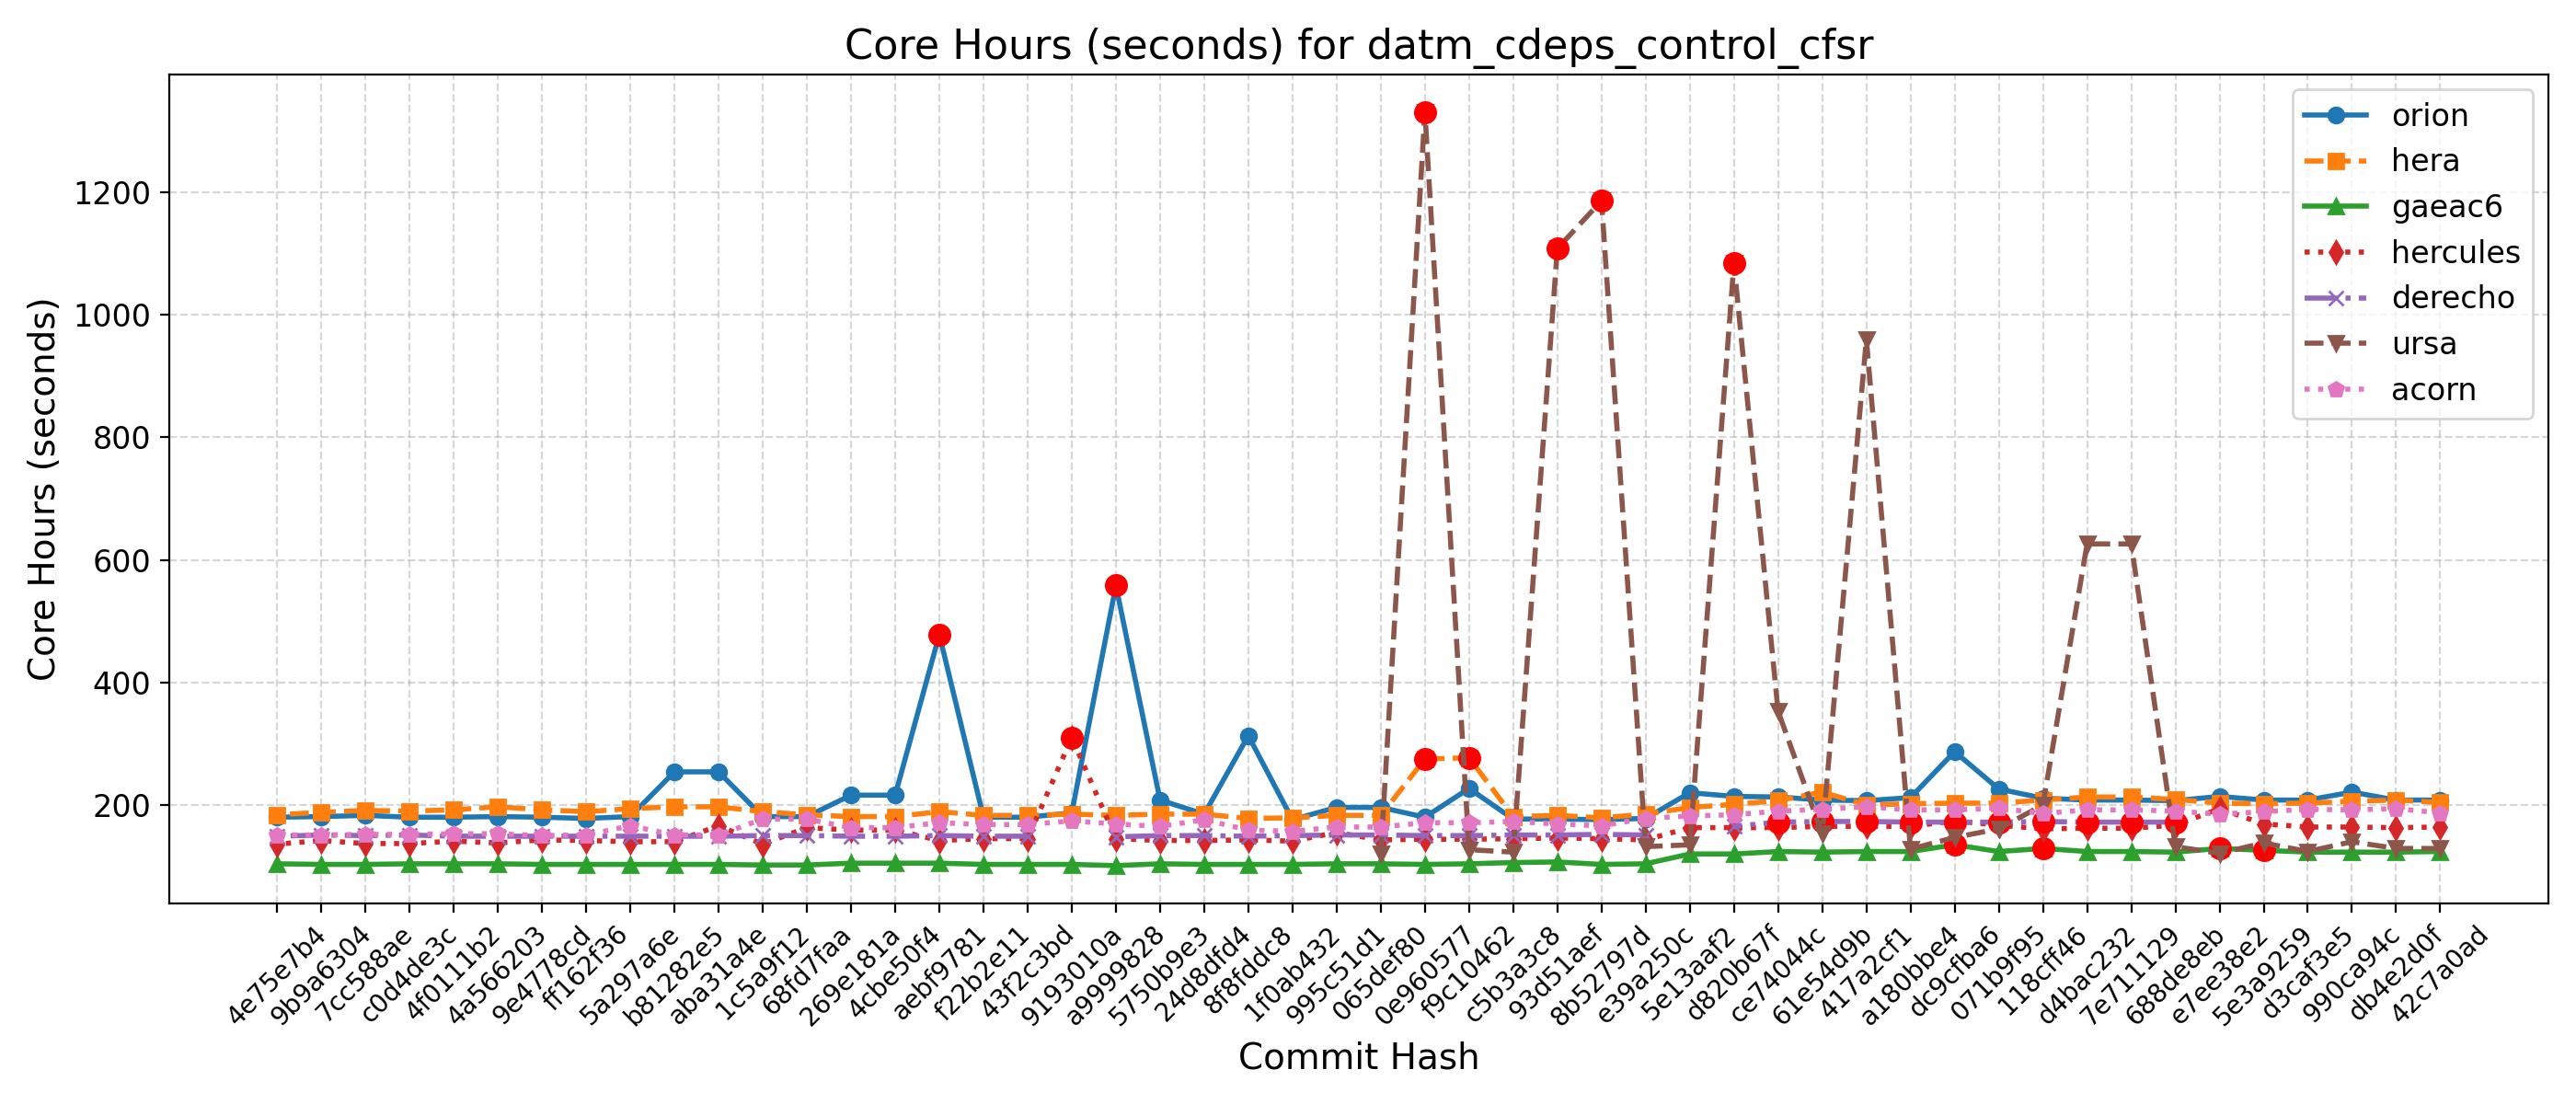 Core Hours (seconds) for datm_cdeps_control_cfsr
Core Hours (seconds)
1200
1000
800
600
400
200
orion
hera
gaeac6
hercules
derecho
ursa
acorn
4e75e7b4
9b9a6304
7cc588ae
c0d4de3c
4f0111b2
4a566203
9e4778cd
ff162f36
5a297a6e
b81282e5
aba31a4e
1c5a9f12
68fd7faa
269e181a
4cbe50f4
aebf9781
f22b2e11
43f2c3bd
9193010a
a9999828
5750b9e3
24d8dfd4
8f8fddc8
1f0ab432
995c51d1
065def80
0e960577
f9c10462
c5b3a3c8
93d51aef
8b52797d
e39a250c
5e13aaf2
d820b67f
ce74044c
61e54d9b
417a2cf1
a180bbe4
dc9cfba6
071b9f95
118cff46
d4bac232
7e711129
688de8eb
e7ee38e2
5e3a9259
d3caf3e5
990ca94c
db4e2d0f
42c7a0ad
Commit Hash